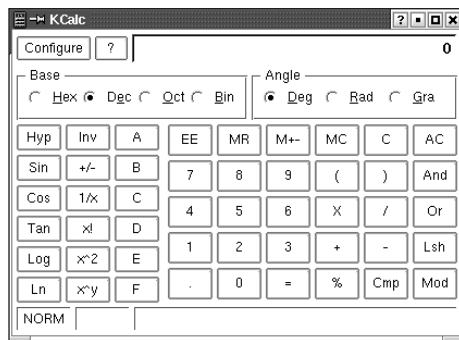 KCalc ?
Configure ? 0
Base Angle
Hex Dec Oct Bin Deg Rad Gra
Hyp Inv A EE MR M+- MC C AC
Sin +/- B 7 8 9 ( ) And
Cos 1/x C 4 5 6 X / Or
Tan x! D 1 2 3 + - Lsh
Log x^2 E . 0 = % Cmp Mod
Ln x^y F
NORM